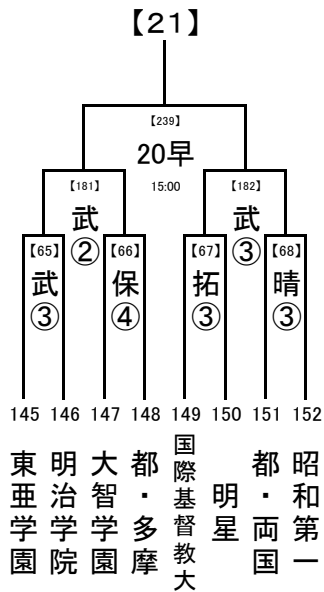 【21】
【239】
20早
15:00
【181】
武
②
【182】
武
③
【65】
武
③
【66】
保
④
【67】
拓
③
【68】
晴
③
145 146 147 148 149 150 151 152
東亜学園
明治学院
大智学園
都・多摩
国際基督教大
明星
都・両国
昭和第一